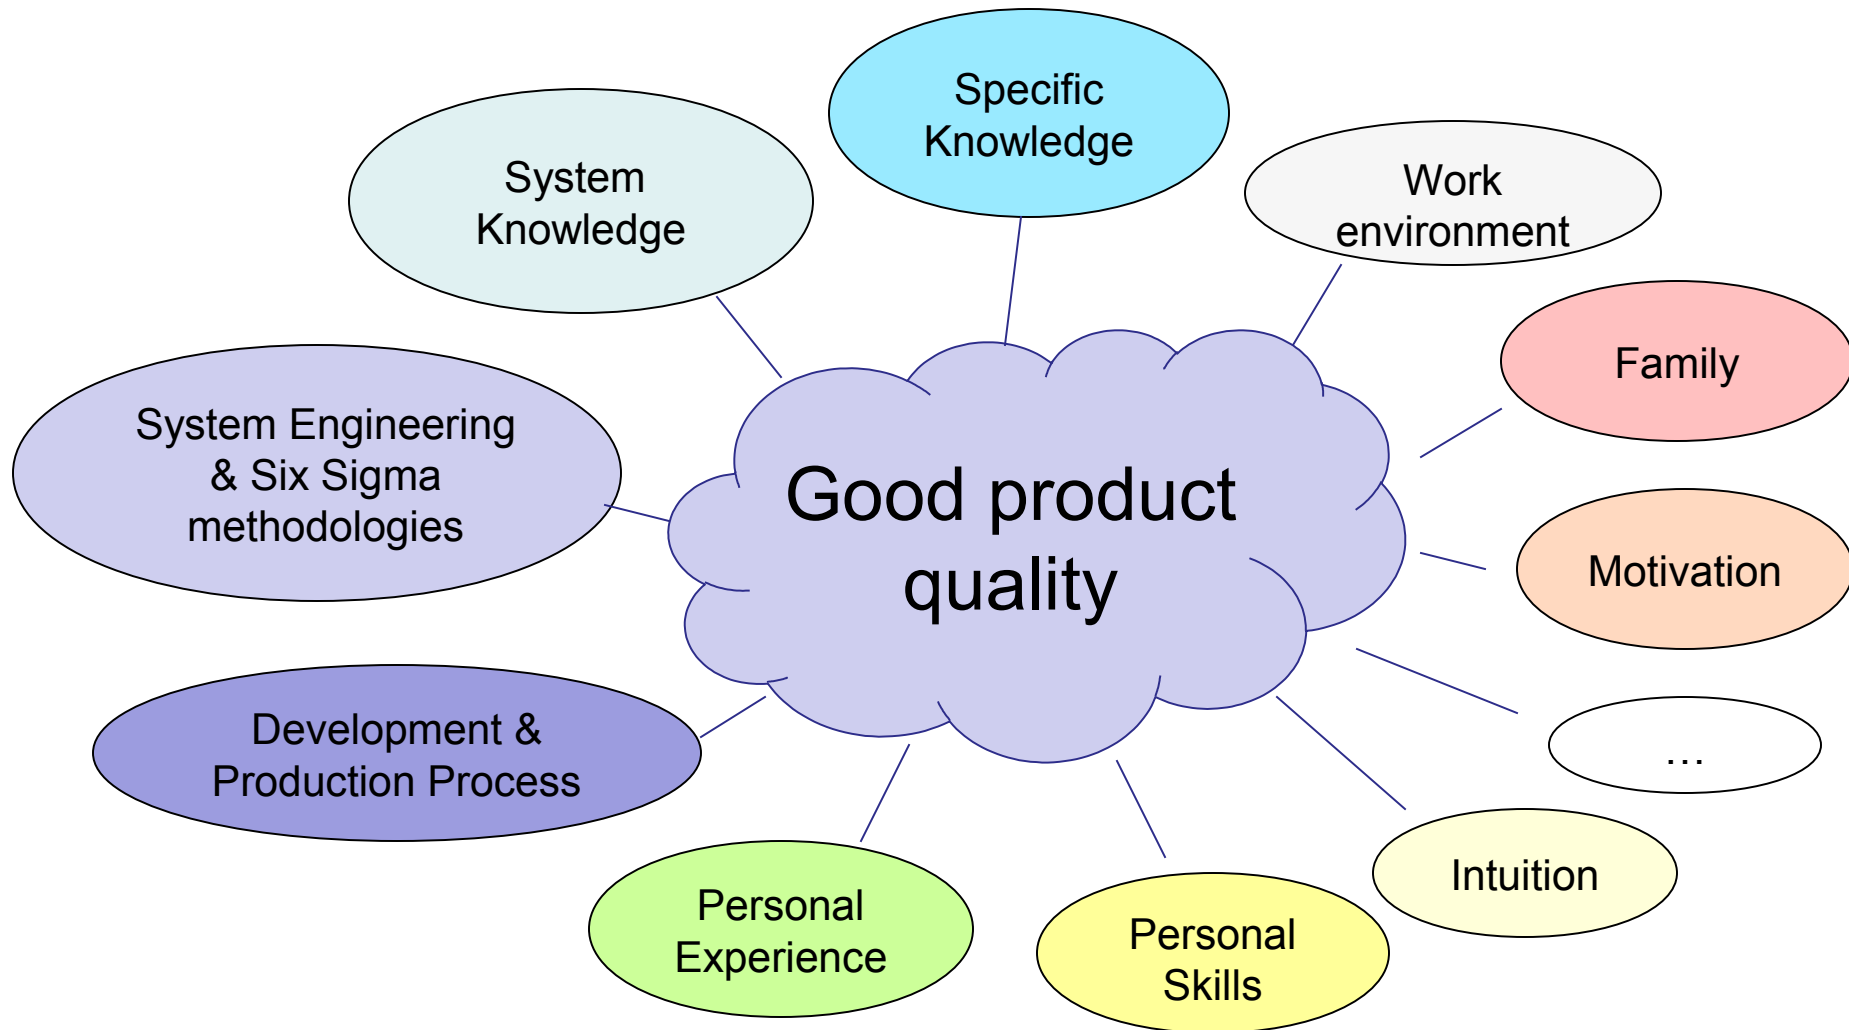 Specific
Knowledge
System
Knowledge
Work
environment
Family
System Engineering
& Six Sigma
methodologies
Good product
quality
Motivation
Development &
Production Process
...
Intuition
Personal
Experience
Personal
Skills